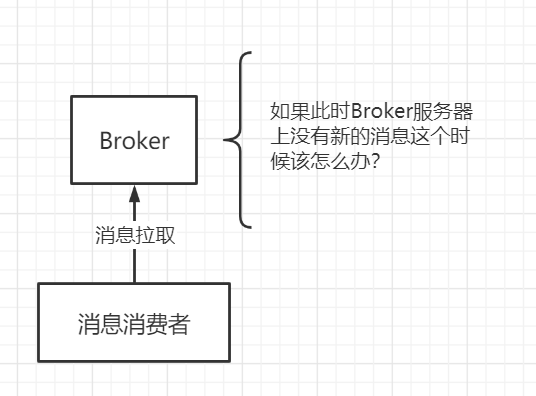 Broker
如果此时Broker服务器
上没有新的消息这个时
候该怎么办？
消息拉取
消息消费者